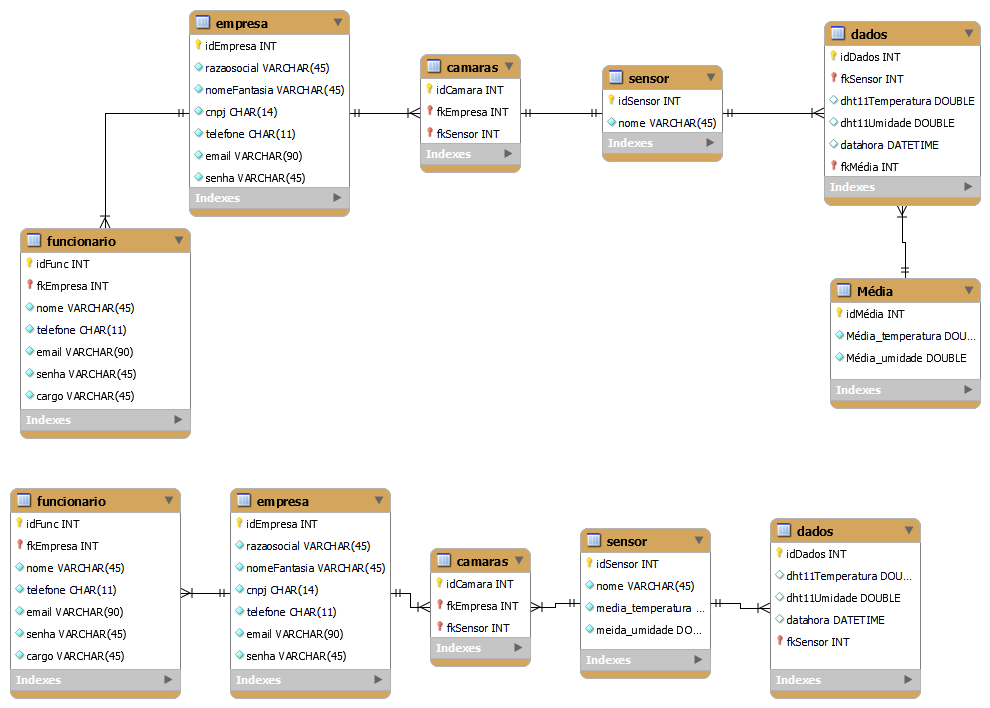 empresa
idEmpresa INT
razaosocial VARCHAR(45)
nomeFantasia VARCHAR(45)
cnpj CHAR(14)
telefone CHAR(11)
email VARCHAR(90)
senha VARCHAR(45)
Indexes
camaras
idCamara INT
fkEmpresa INT
fkSensor INT
Indexes
sensor
idSensor INT
nome VARCHAR(45)
Indexes
dados
idDados INT
fkSensor INT
dht11Temperatura DOUBLE
dht11Umidade DOUBLE
datahora DATETIME
fkMédia INT
Indexes
funcionario
idFunc INT
fkEmpresa INT
nome VARCHAR(45)
telefone CHAR(11)
email VARCHAR(90)
senha VARCHAR(45)
cargo VARCHAR(45)
Indexes
Média
idMédia INT
Média_temperatura DOU...
Média_umidade DOUBLE
Indexes
funcionario
idFunc INT
fkEmpresa INT
nome VARCHAR(45)
telefone CHAR(11)
email VARCHAR(90)
senha VARCHAR(45)
cargo VARCHAR(45)
Indexes
empresa
idEmpresa INT
razaosocial VARCHAR(45)
nomeFantasia VARCHAR(45)
cnpj CHAR(14)
telefone CHAR(11)
email VARCHAR(90)
senha VARCHAR(45)
Indexes
camaras
idCamara INT
fkEmpresa INT
fkSensor INT
Indexes
sensor
idSensor INT
nome VARCHAR(45)
media_temperatura ...
meida_umidade DO...
Indexes
dados
idDados INT
dht11Temperatura DOU...
dht11Umidade DOUBLE
datahora DATETIME
fkSensor INT
Indexes